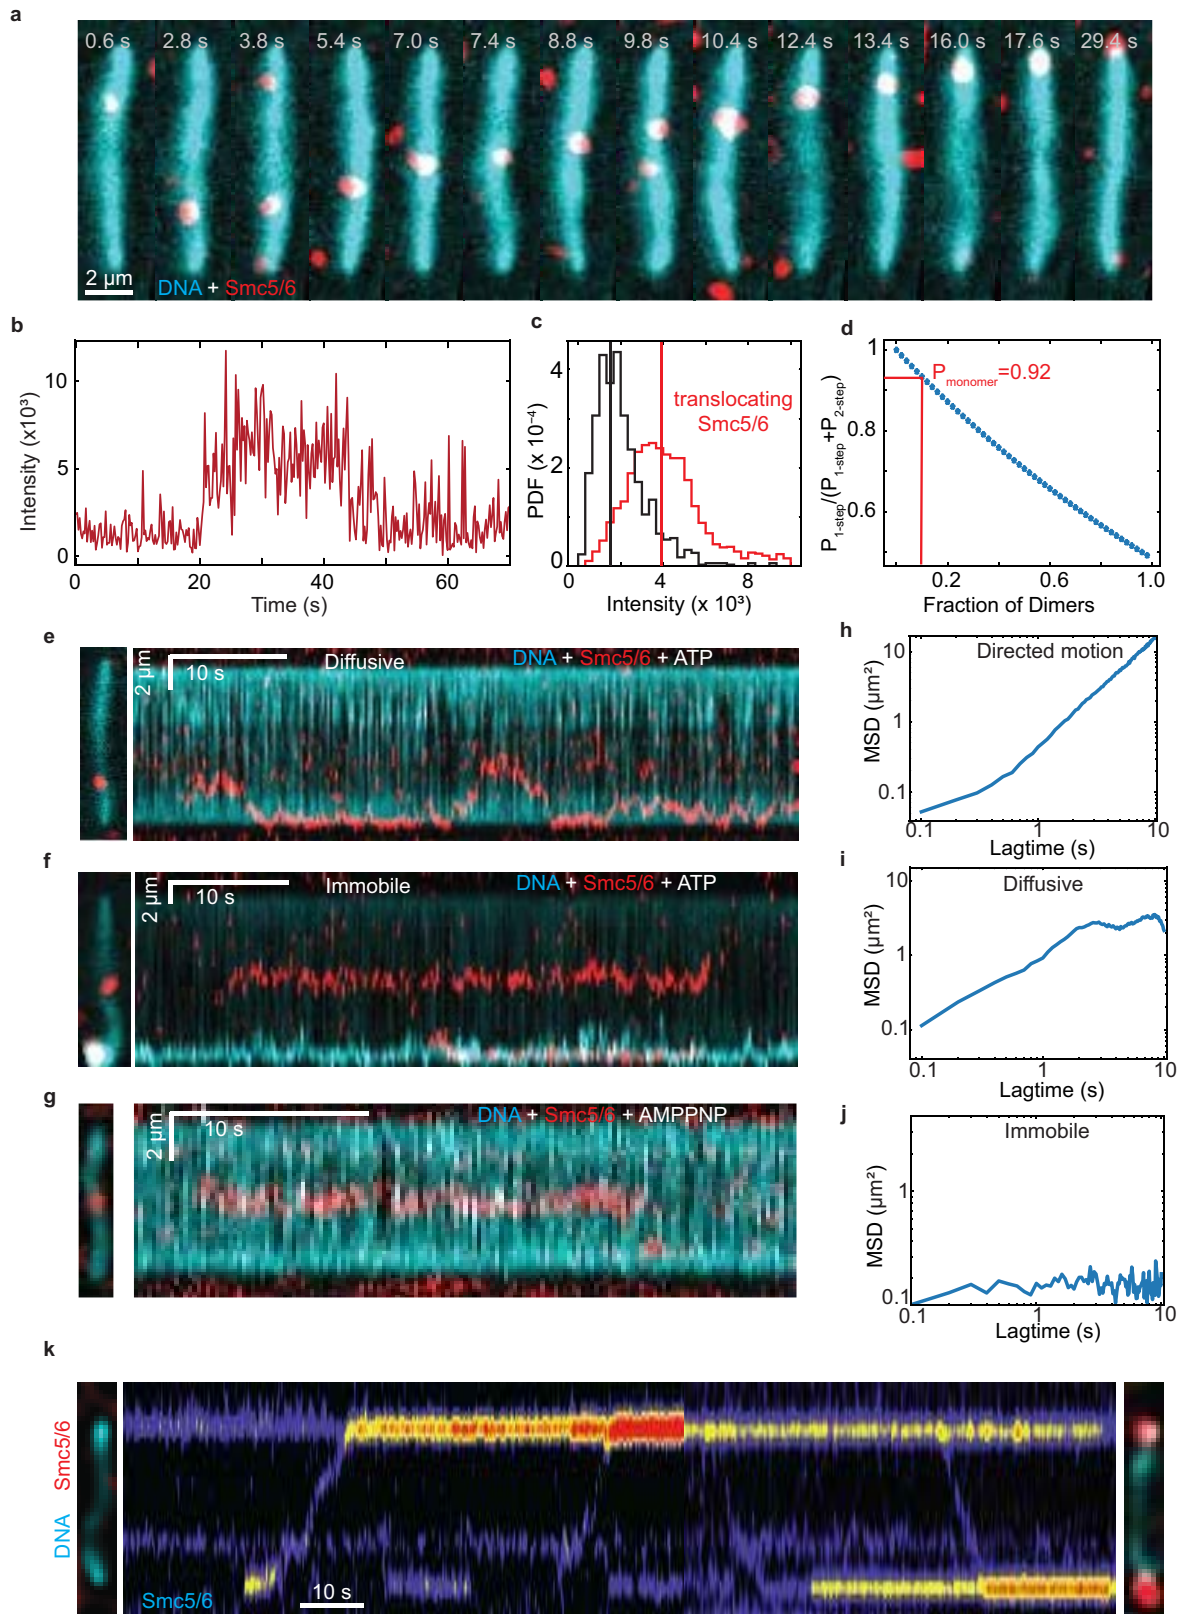 a
0.6 s 2.8 s 3.8 s 5.4 s 7.0 s 7.4 s 8.8 s 9.8 s 10.4 s 12.4 s 13.4 s 16.0 s 17.6 s 29.4 s
2 µm
DNA + Smc5/6
b
Intensity (x10³)
10
5
0
0 20 40 60
Time (s)
c
PDF (x 10⁻⁴)
4
2
0
translocating
Smc5/6
0 4 8
Intensity (x 10³)
d
P1-step/(P1-step+P2-step)
1
0.8
0.6
Pmonomer=0.92
0.2 0.6 1.0
Fraction of Dimers
e
2 µm
10 s
Diffusive
DNA + Smc5/6 + ATP
h
MSD (µm²)
10
1
0.1
Directed motion
0.1 1 10
Lagtime (s)
f
2 µm
10 s
Immobile
DNA + Smc5/6 + ATP
i
MSD (µm²)
10
1
0.1
Diffusive
0.1 1 10
Lagtime (s)
g
2 µm
10 s
DNA + Smc5/6 + AMPPNP
j
MSD (µm²)
1
0.1
Immobile
0.1 1 10
Lagtime (s)
k
DNA Smc5/6
Smc5/6
10 s